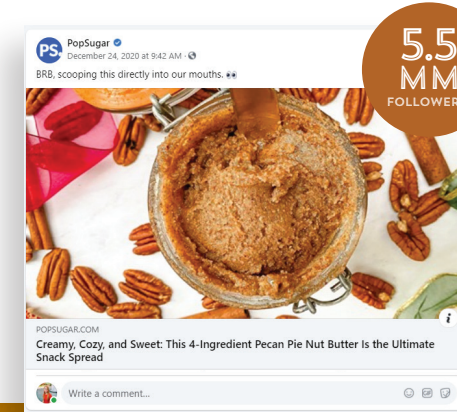 PS.
PopSugar
December 24, 2020 at 9:42 AM ·
BRB, scooping this directly into our mouths. 👀
5.5
MM
FOLLOWER
i
POPSUGAR.COM
Creamy, Cozy, and Sweet: This 4-Ingredient Pecan Pie Nut Butter Is the Ultimate
Snack Spread
Write a comment...
GIF